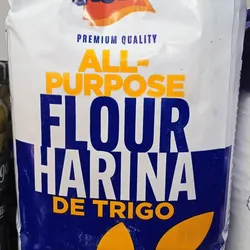 PREMIUM QUALITY
ALL-
PURPOSE
FLOUR
HARINA
DE TRIGO